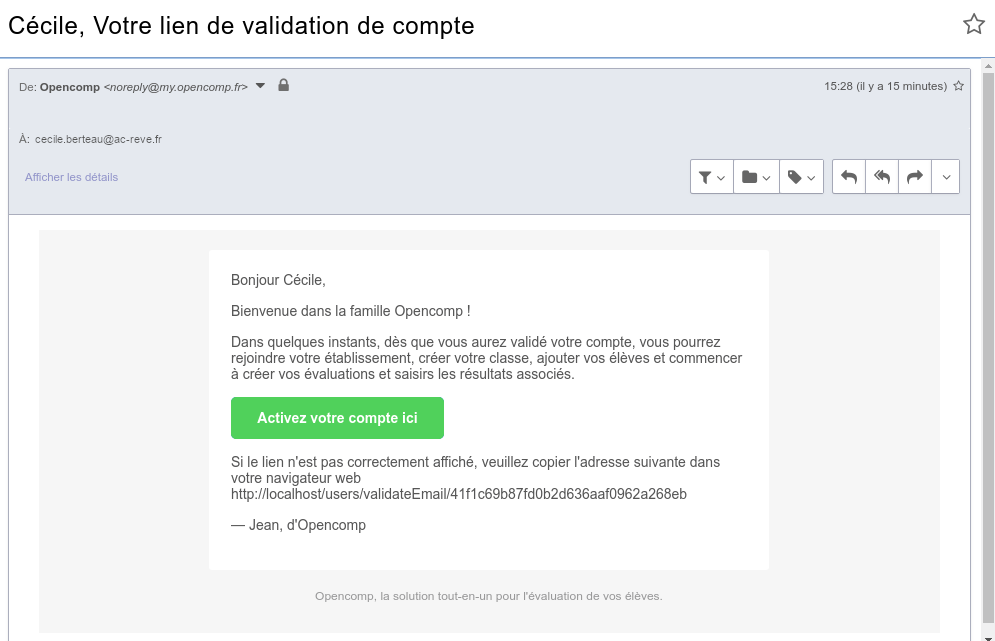 Cécile, Votre lien de validation de compte
De: Opencomp <noreply@my.opencomp.fr>
15:28 (il y a 15 minutes)
À: cecile.berteau@ac-reve.fr
Afficher les détails
Bonjour Cécile,
Bienvenue dans la famille Opencomp !
Dans quelques instants, dès que vous aurez validé votre compte, vous pourrez
rejoindre votre établissement, créer votre classe, ajouter vos élèves et commencer
à créer vos évaluations et saisirs les résultats associés.
Activez votre compte ici
Si le lien n'est pas correctement affiché, veuillez copier l'adresse suivante dans
votre navigateur web
http://localhost/users/validateEmail/41f1c69b87fd0b2d636aaf0962a268eb
— Jean, d'Opencomp
Opencomp, la solution tout-en-un pour l'évaluation de vos élèves.